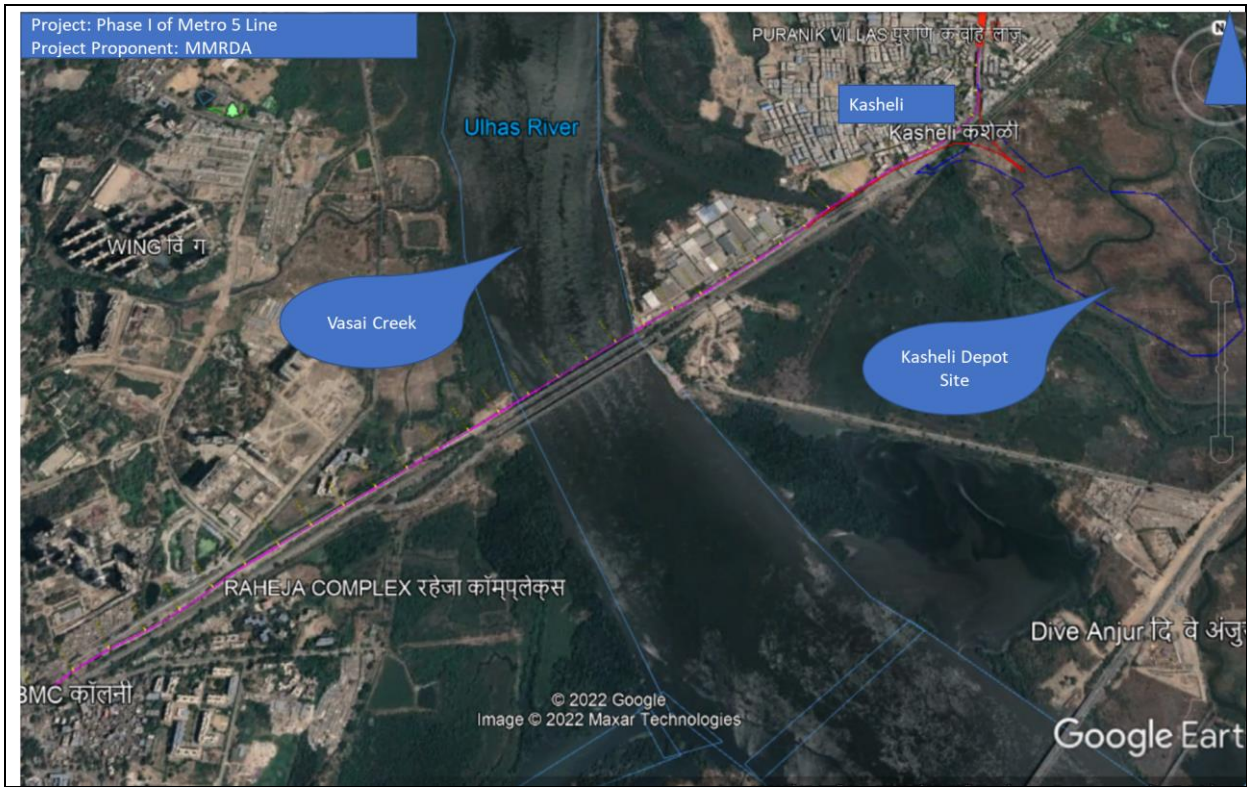 Project: Phase I of Metro 5 Line
Project Proponent: MMRDA
N
PURANIK VILLAS पुराणिक वाहि लाज़
Kasheli
Kasheli कशेळी
Ulhas River
WING विं ग
Vasai Creek
Kasheli Depot
Site
RAHEJA COMPLEX रहेजा कॉम्प्लेक्स
Dive Anjur दि वे अंजु
BMC कॉलनी
© 2022 Google
Image © 2022 Maxar Technologies
Google Eart